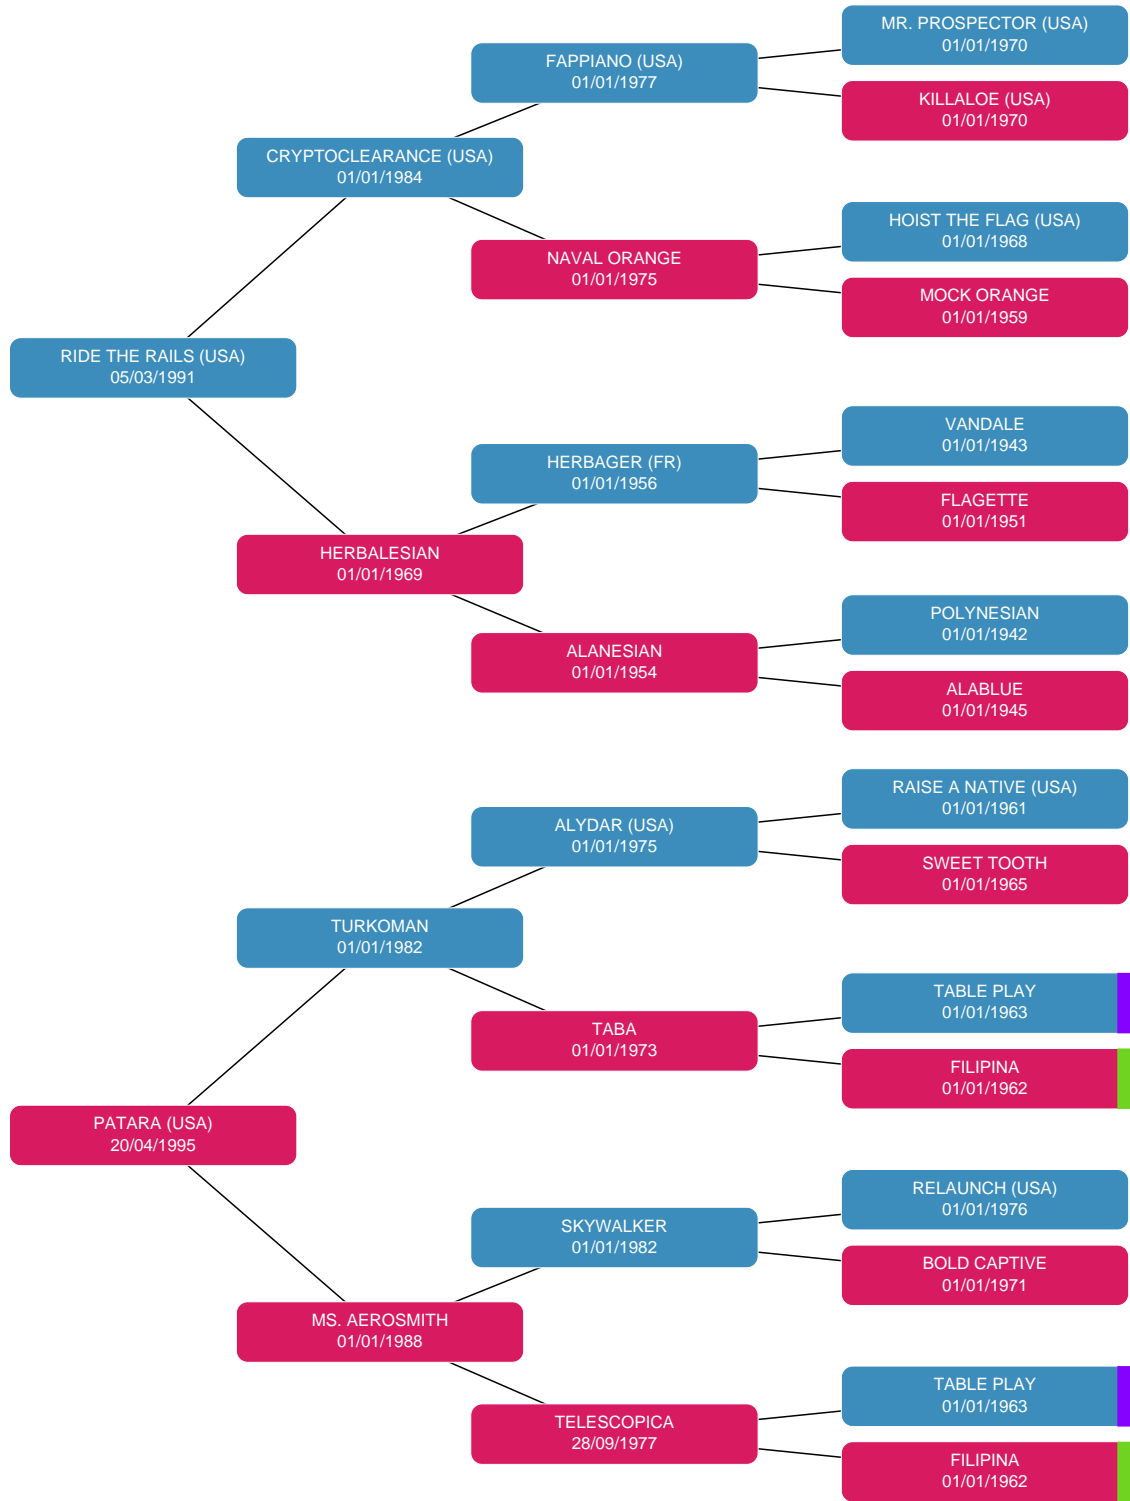 MR. PROSPECTOR (USA)
01/01/1970
FAPPIANO (USA)
01/01/1977
KILLALOE (USA)
01/01/1970
CRYPTOCLEARANCE (USA)
01/01/1984
HOIST THE FLAG (USA)
01/01/1968
NAVAL ORANGE
01/01/1975
MOCK ORANGE
01/01/1959
RIDE THE RAILS (USA)
05/03/1991
VANDALE
01/01/1943
HERBAGER (FR)
01/01/1956
FLAGETTE
01/01/1951
HERBALESIAN
01/01/1969
POLYNESIAN
01/01/1942
ALANESIAN
01/01/1954
ALABLUE
01/01/1945
RAISE A NATIVE (USA)
01/01/1961
ALYDAR (USA)
01/01/1975
SWEET TOOTH
01/01/1965
TURKOMAN
01/01/1982
TABLE PLAY
01/01/1963
TABA
01/01/1973
FILIPINA
01/01/1962
PATARA (USA)
20/04/1995
RELAUNCH (USA)
01/01/1976
SKYWALKER
01/01/1982
BOLD CAPTIVE
01/01/1971
MS. AEROSMITH
01/01/1988
TABLE PLAY
01/01/1963
TELESCOPICA
28/09/1977
FILIPINA
01/01/1962